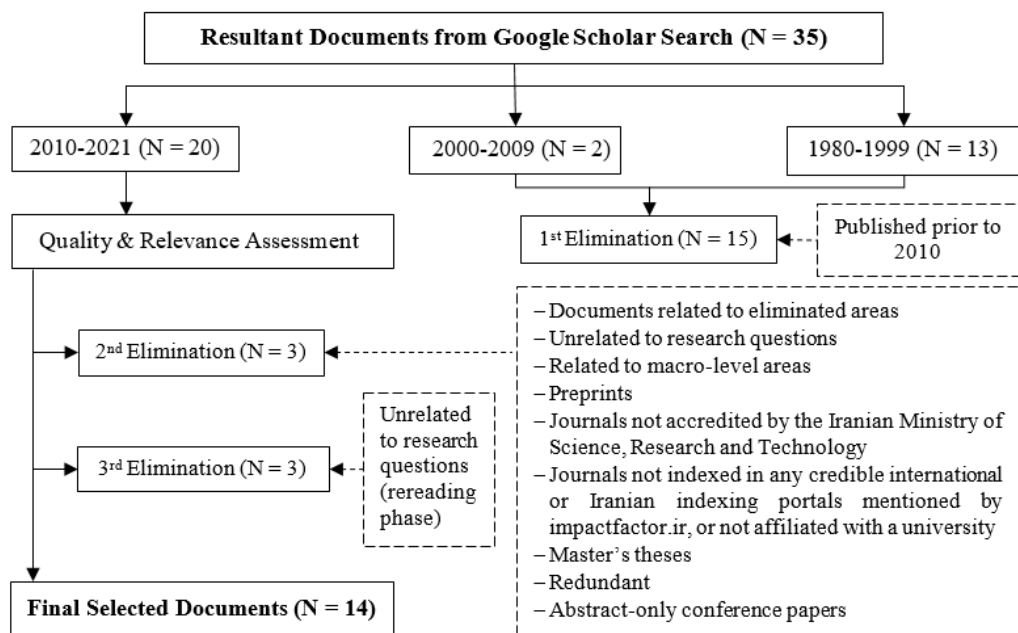 Resultant Documents from Google Scholar Search (N = 35)
2010-2021 (N = 20)
2000-2009 (N = 2)
1980-1999 (N = 13)
Quality & Relevance Assessment
1st Elimination (N = 15)
Published prior to
2010
2nd Elimination (N = 3)
– Documents related to eliminated areas
– Unrelated to research questions
– Related to macro-level areas
– Preprints
– Journals not accredited by the Iranian Ministry of
Science, Research and Technology
– Journals not indexed in any credible international
or Iranian indexing portals mentioned by
impactfactor.ir, or not affiliated with a university
– Master's theses
– Redundant
– Abstract-only conference papers
3rd Elimination (N = 3)
Unrelated
to research
questions
(rereading
phase)
Final Selected Documents (N = 14)